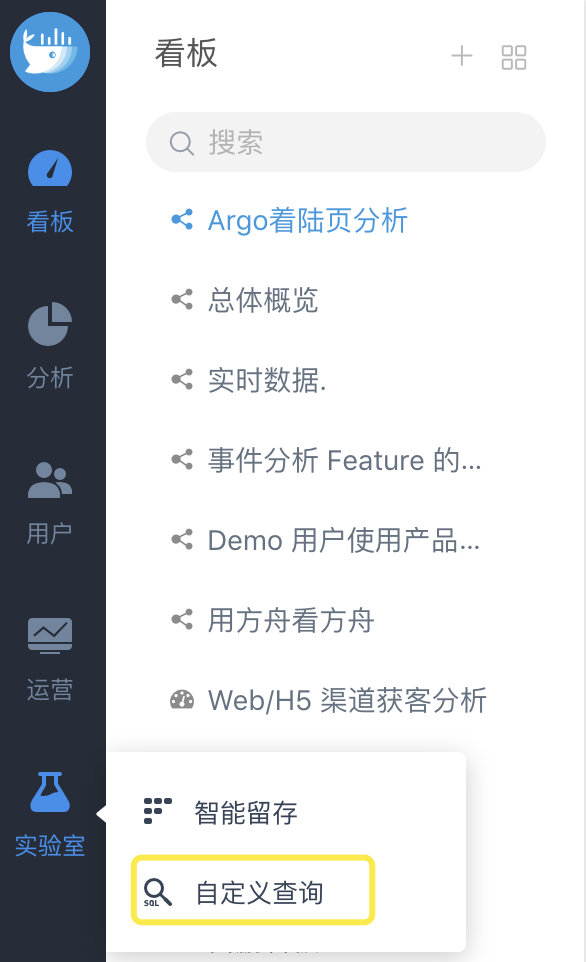 看板
搜索
看板
Argo着陆页分析
总体概览
分析
实时数据.
事件分析 Feature 的...
用户
Demo 用户使用产品...
用方舟看方舟
运营
Web/H5 渠道获客分析
智能留存
实验室
SQL
自定义查询